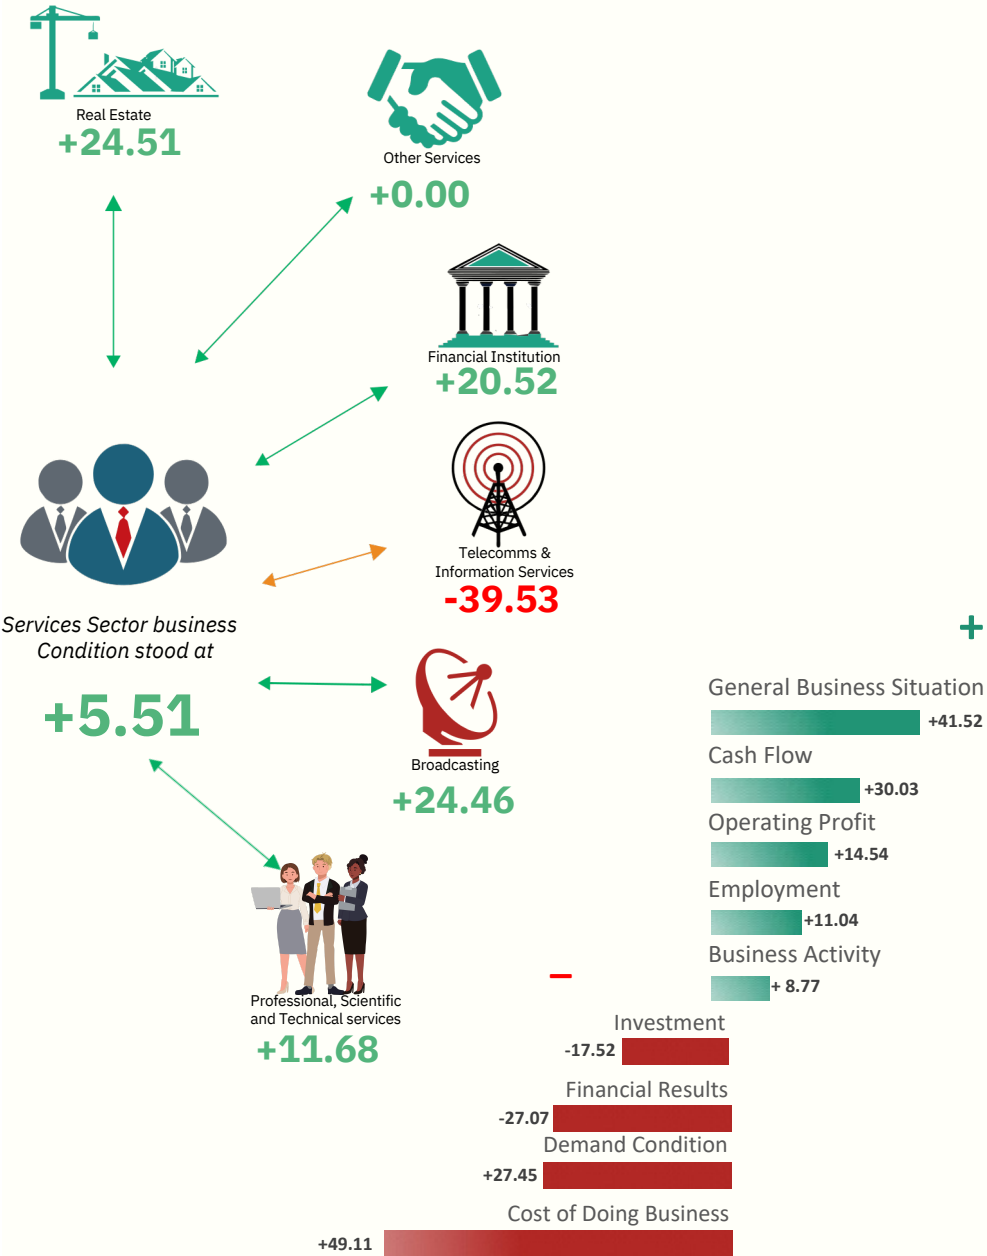 Real Estate
+24.51
Other Services
+0.00
Financial Institution
+20.52
Telecomms &
Information Services
-39.53
Services Sector business
Condition stood at
+5.51
Broadcasting
+24.46
Professional, Scientific
and Technical services
+11.68
+
General Business Situation
+41.52
Cash Flow
+30.03
Operating Profit
+14.54
Employment
+11.04
Business Activity
+ 8.77
–
Investment
-17.52
Financial Results
-27.07
Demand Condition
+27.45
Cost of Doing Business
+49.11